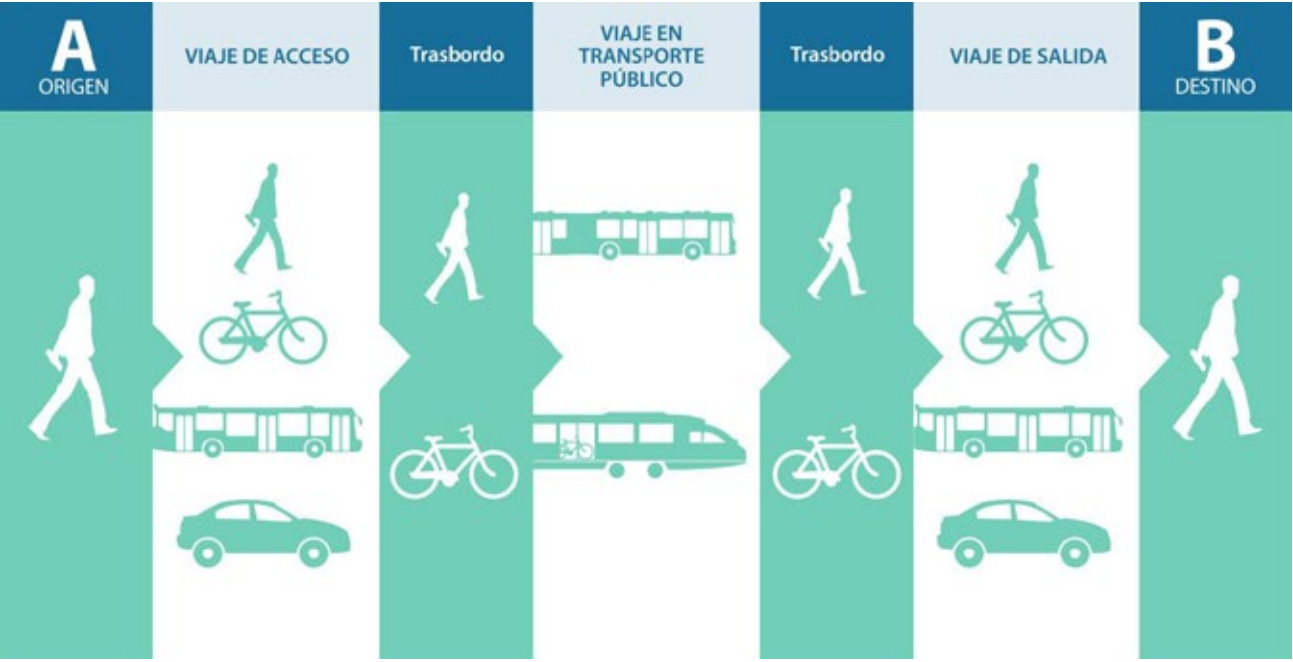 A
ORIGEN
VIAJE DE ACCESO
Trasbordo
VIAJE EN
TRANSPORTE
PÚBLICO
Trasbordo
VIAJE DE SALIDA
B
DESTINO